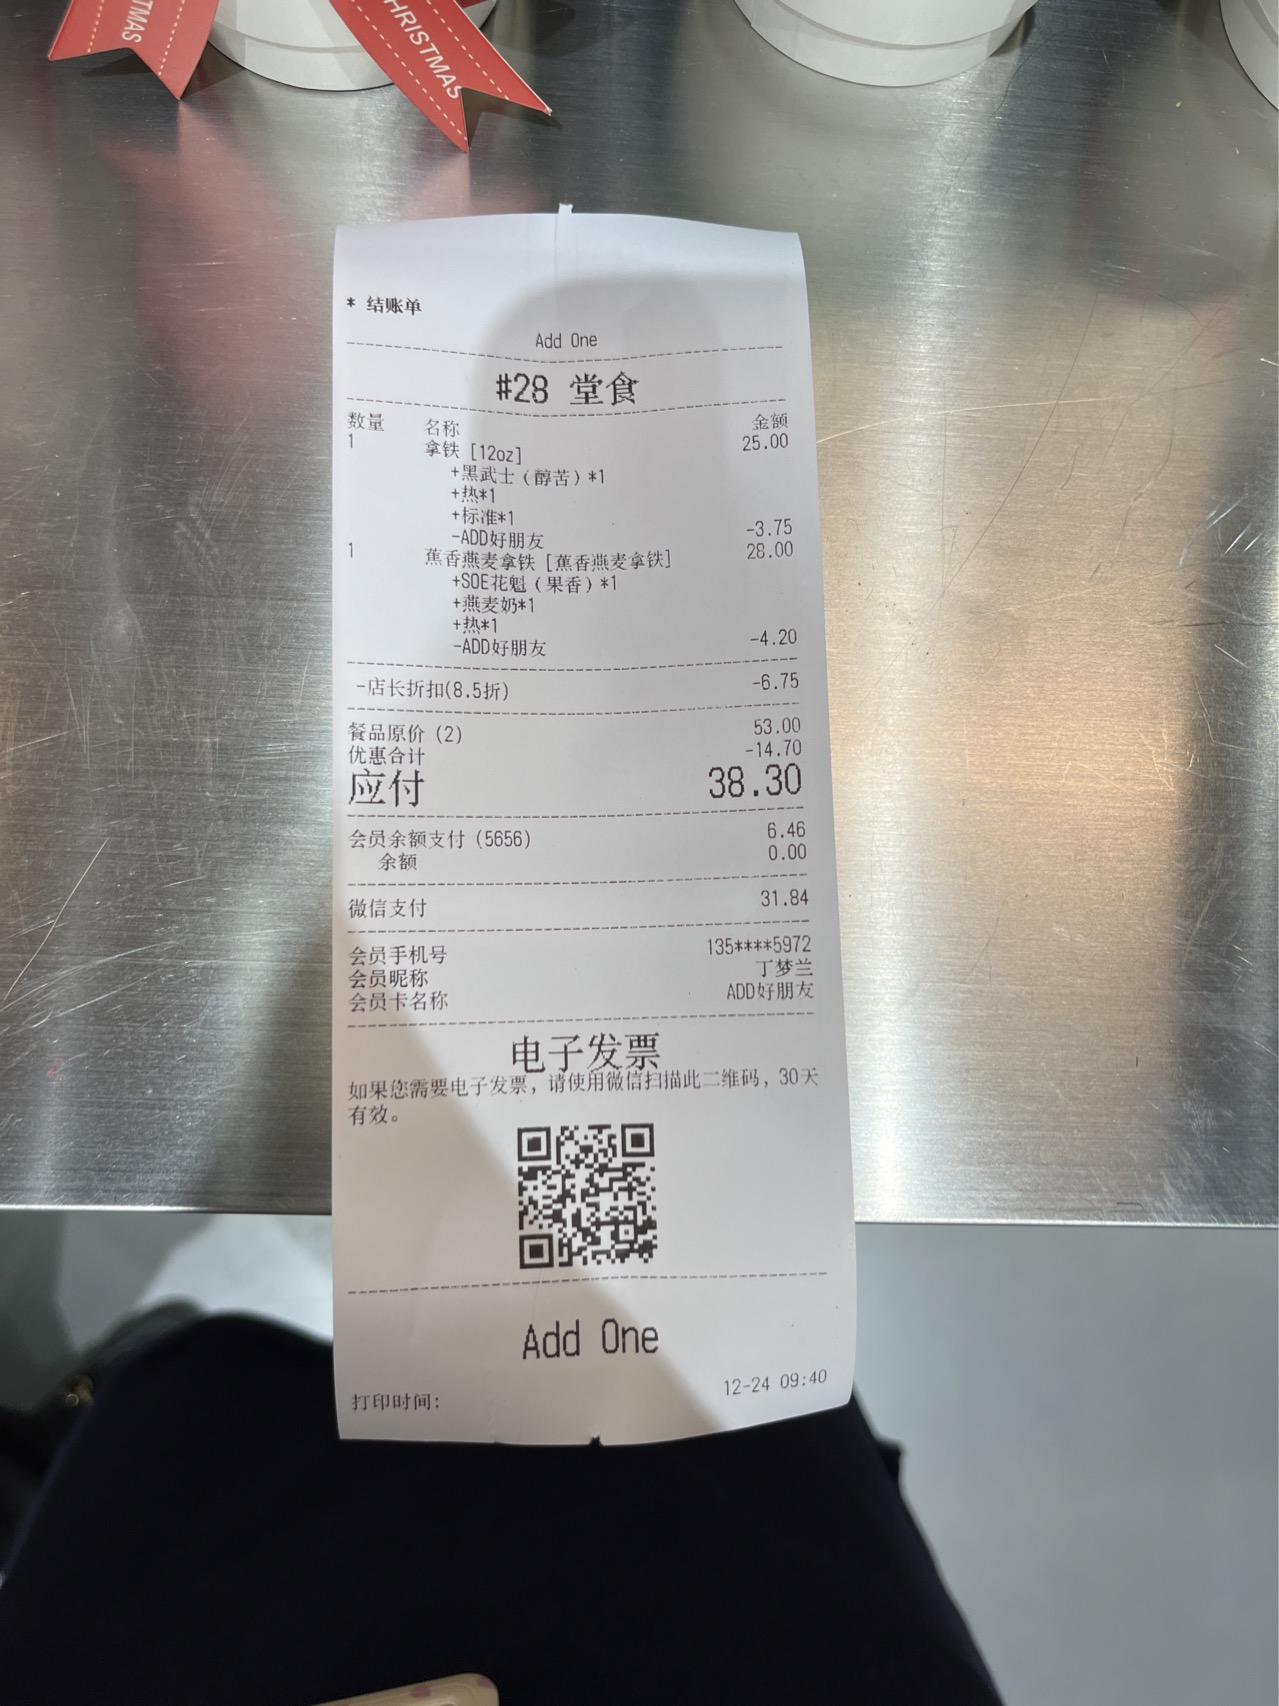 TMAS
CHRISTMAS
* 结账单
Add One
#28 堂食
数量 名称 金额
1 拿铁 [12oz] 25.00
+黑武士（醇苦）*1
+热*1
+标准*1
-ADD好朋友 -3.75
1 蕉香燕麦拿铁 [蕉香燕麦拿铁] 28.00
+SOE花魁（果香）*1
+燕麦奶*1
+热*1
-ADD好朋友 -4.20
-店长折扣(8.5折) -6.75
餐品原价 (2) 53.00
优惠合计 -14.70
应付 38.30
会员余额支付 (5656) 6.46
余额 0.00
微信支付 31.84
会员手机号 135****5972
会员昵称 丁梦兰
会员卡名称 ADD好朋友
电子发票
如果您需要电子发票，请使用微信扫描此二维码，30天
有效。
Add One
打印时间: 12-24 09:40